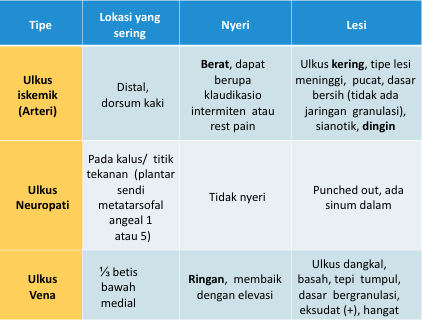 Tipe
Lokasi yang
sering
Nyeri
Lesi
Ulkus
iskemik
(Arteri)
Distal,
dorsum kaki
Berat, dapat
berupa
klaudikasio
intermiten atau
rest pain
Ulkus kering, tipe lesi
meninggi, pucat, dasar
bersih (tidak ada
jaringan granulasi),
sianotik, dingin
Ulkus
Neuropati
Pada kalus/ titik
tekanan (plantar
sendi
metatarsofal
angeal 1
atau 5)
Tidak nyeri
Punched out, ada
sinum dalam
Ulkus
Vena
⅓ betis
bawah
medial
Ringan, membaik
dengan elevasi
Ulkus dangkal,
basah, tepi tumpul,
dasar bergranulasi,
eksudat (+), hangat